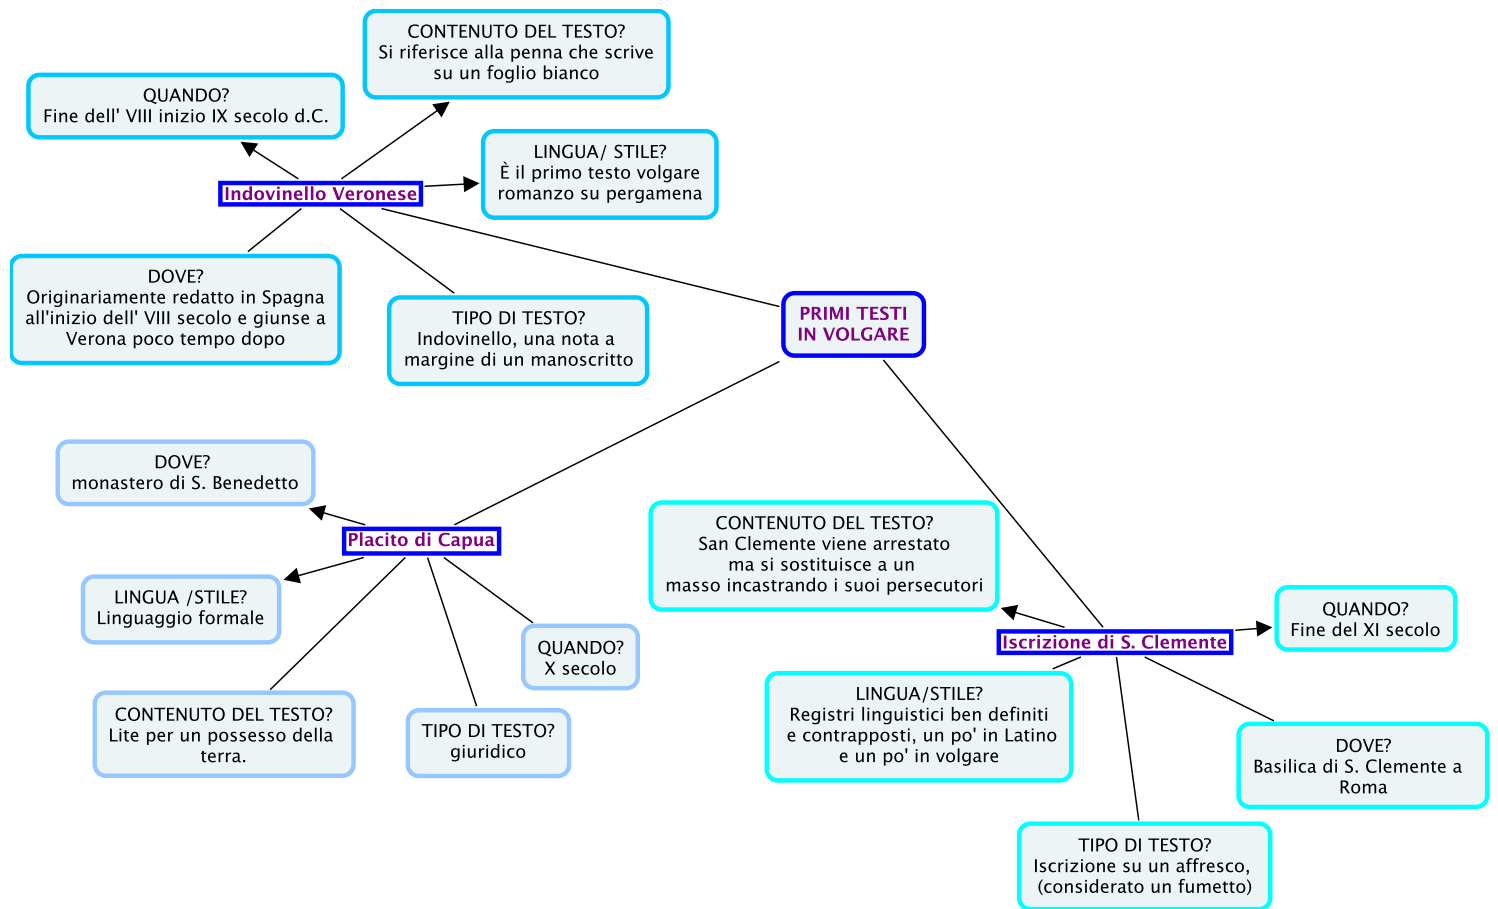 CONTENUTO DEL TESTO?
Si riferisce alla penna che scrive
su un foglio bianco
QUANDO?
Fine dell' VIII inizio IX secolo d.C.
LINGUA/ STILE?
È il primo testo volgare
romanzo su pergamena
Indovinello Veronese
DOVE?
Originariamente redatto in Spagna
all'inizio dell' VIII secolo e giunse a
Verona poco tempo dopo
TIPO DI TESTO?
Indovinello, una nota a
margine di un manoscritto
PRIMI TESTI
IN VOLGARE
DOVE?
monastero di S. Benedetto
Placito di Capua
LINGUA /STILE?
Linguaggio formale
QUANDO?
X secolo
CONTENUTO DEL TESTO?
Lite per un possesso della
terra.
TIPO DI TESTO?
giuridico
CONTENUTO DEL TESTO?
San Clemente viene arrestato
ma si sostituisce a un
masso incastrando i suoi persecutori
QUANDO?
Fine del XI secolo
Iscrizione di S. Clemente
LINGUA/STILE?
Registri linguistici ben definiti
e contrapposti, un po' in Latino
e un po' in volgare
DOVE?
Basilica di S. Clemente a
Roma
TIPO DI TESTO?
Iscrizione su un affresco,
(considerato un fumetto)